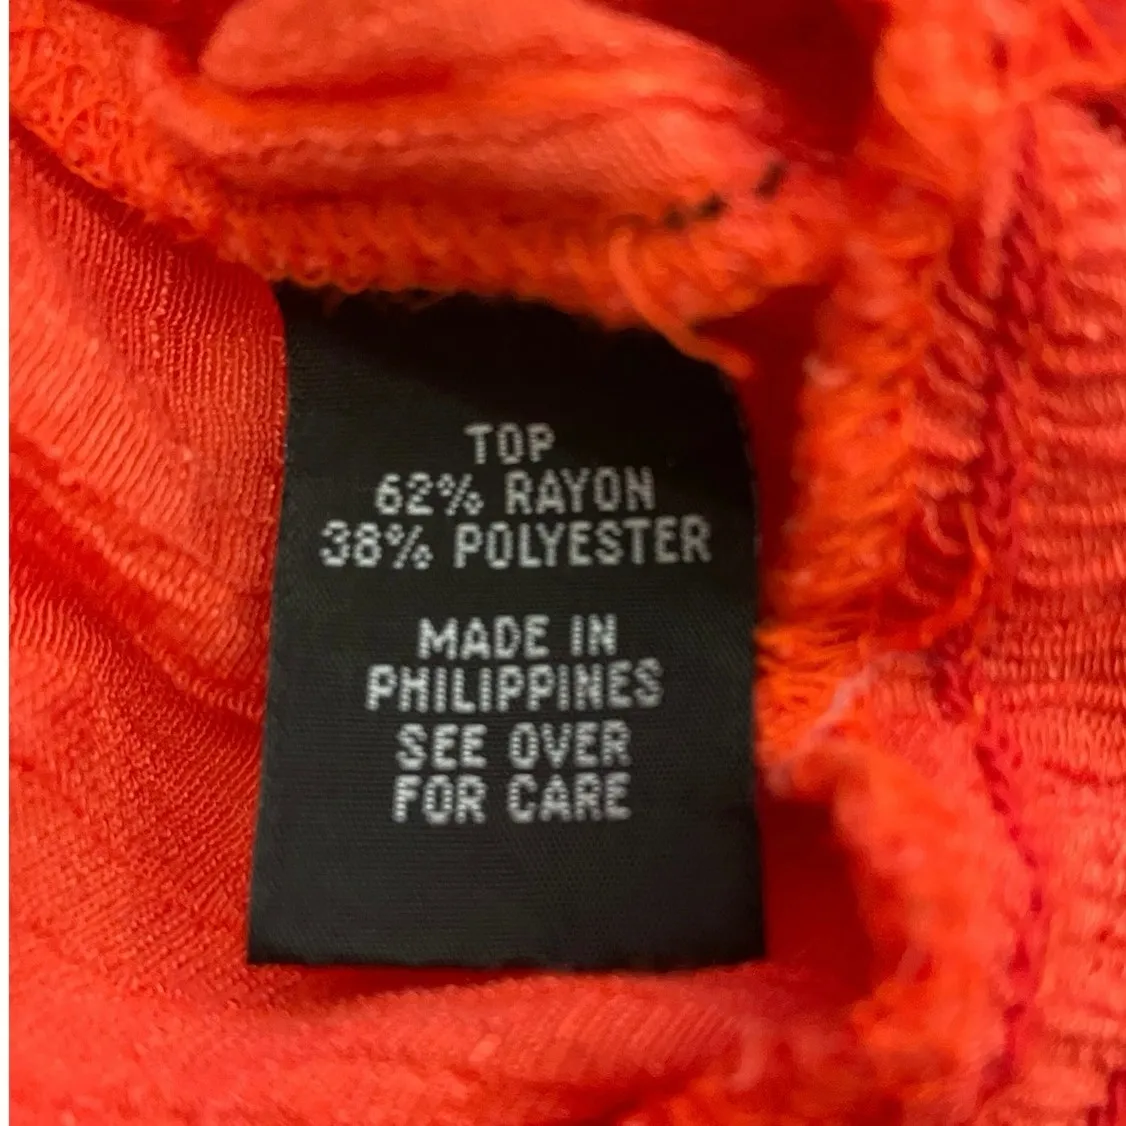 TOP
62% RAYON
38% POLYESTER
MADE IN
PHILIPPINES
SEE OVER
FOR CARE